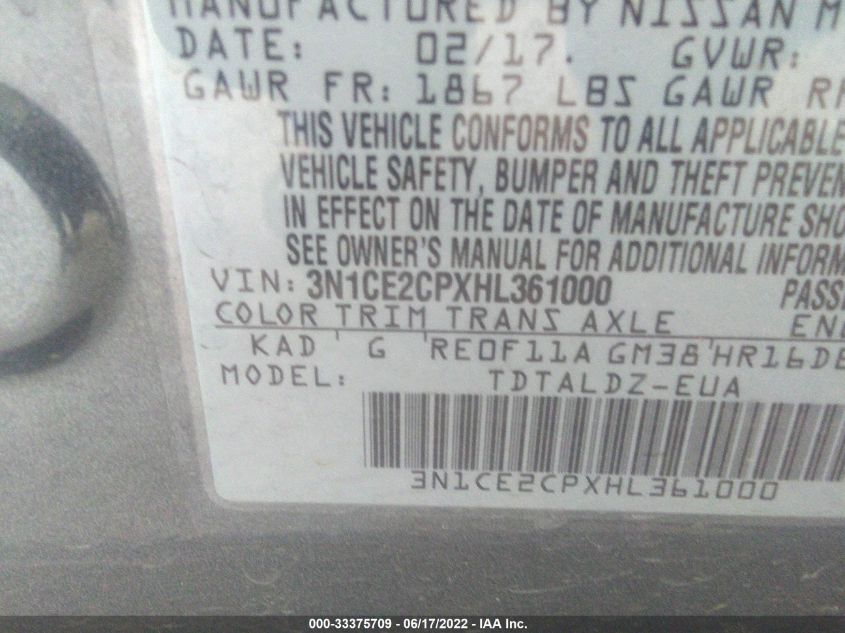 MANUFACTURED BY NISSAN M
DATE: 02/17. GVWR:
GAWR FR: 1867 LBS GAWR RR
THIS VEHICLE CONFORMS TO ALL APPLICABLE
VEHICLE SAFETY, BUMPER AND THEFT PREVEN
IN EFFECT ON THE DATE OF MANUFACTURE SHO
SEE OWNER'S MANUAL FOR ADDITIONAL INFORM
VIN: 3N1CE2CPXHL361000 PASSE
COLOR TRIM TRANS AXLE ENG
KAD G RE0F11A GM38 HR16DE
MODEL: TDTALDZ-EUA
3N1CE2CPXHL361000
000-33375709 - 06/17/2022 - IAA Inc.